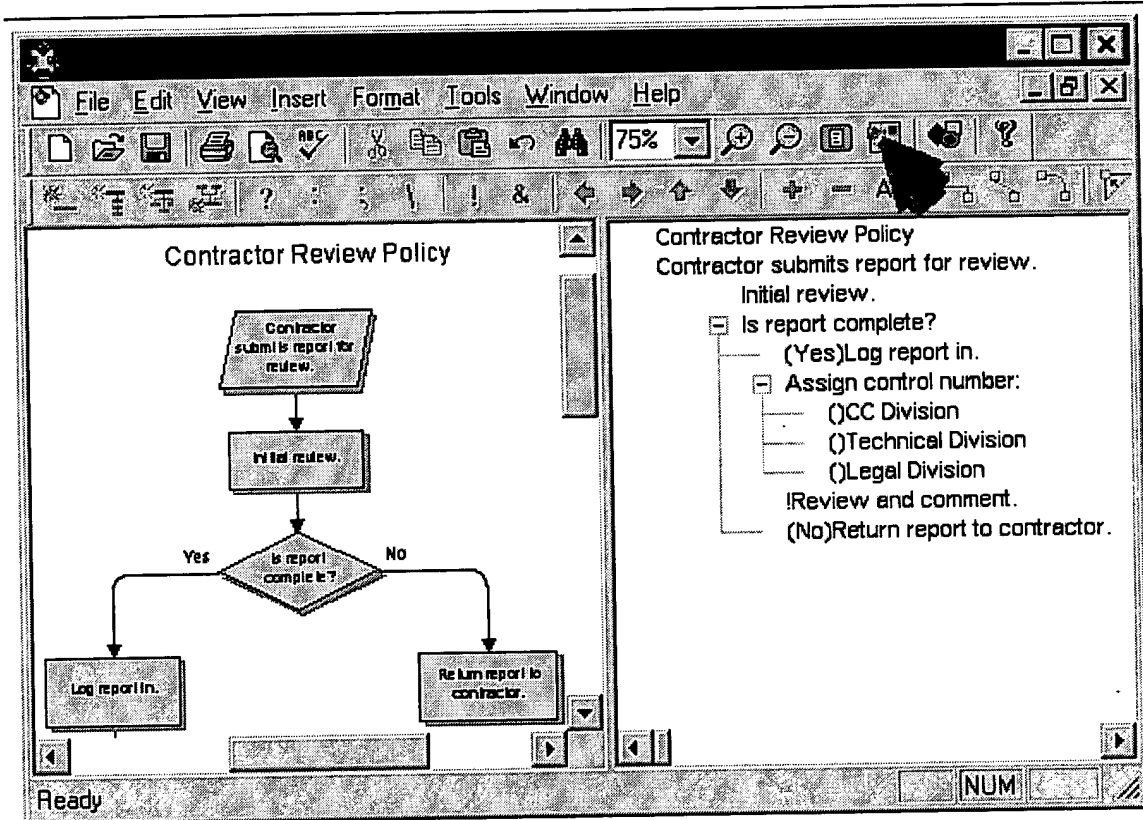 File Edit View Insert Format Tools Window Help
ABC
75%
? : ; \ ! &
Contractor Review Policy
Contractor
submits report for
review.
Initial review.
Is report
complete?
Yes
No
Log report in.
Return report to
contractor.
Contractor Review Policy
Contractor submits report for review.
Initial review.
Is report complete?
(Yes)Log report in.
Assign control number:
()CC Division
()Technical Division
()Legal Division
!Review and comment.
(No)Return report to contractor.
Ready
NUM